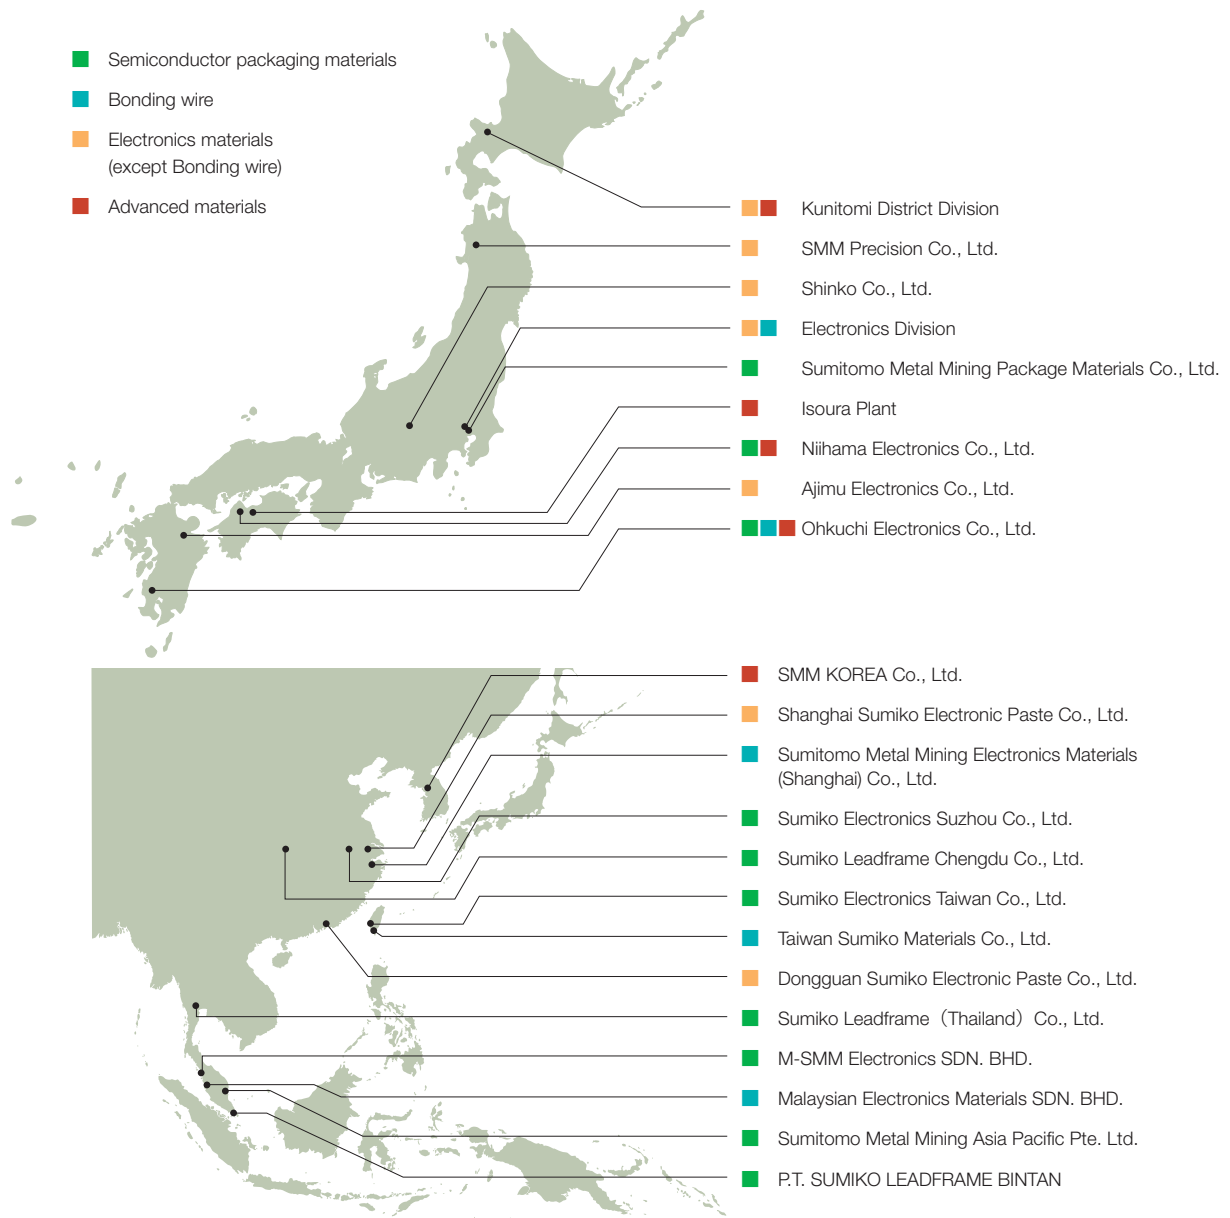 Semiconductor packaging materials
Bonding wire
Electronics materials
(except Bonding wire)
Advanced materials
Kunitomi District Division
SMM Precision Co., Ltd.
Shinko Co., Ltd.
Electronics Division
Sumitomo Metal Mining Package Materials Co., Ltd.
Isoura Plant
Niihama Electronics Co., Ltd.
Ajimu Electronics Co., Ltd.
Ohkuchi Electronics Co., Ltd.
SMM KOREA Co., Ltd.
Shanghai Sumiko Electronic Paste Co., Ltd.
Sumitomo Metal Mining Electronics Materials
(Shanghai) Co., Ltd.
Sumiko Electronics Suzhou Co., Ltd.
Sumiko Leadframe Chengdu Co., Ltd.
Sumiko Electronics Taiwan Co., Ltd.
Taiwan Sumiko Materials Co., Ltd.
Dongguan Sumiko Electronic Paste Co., Ltd.
Sumiko Leadframe（Thailand）Co., Ltd.
M-SMM Electronics SDN. BHD.
Malaysian Electronics Materials SDN. BHD.
Sumitomo Metal Mining Asia Pacific Pte. Ltd.
P.T. SUMIKO LEADFRAME BINTAN